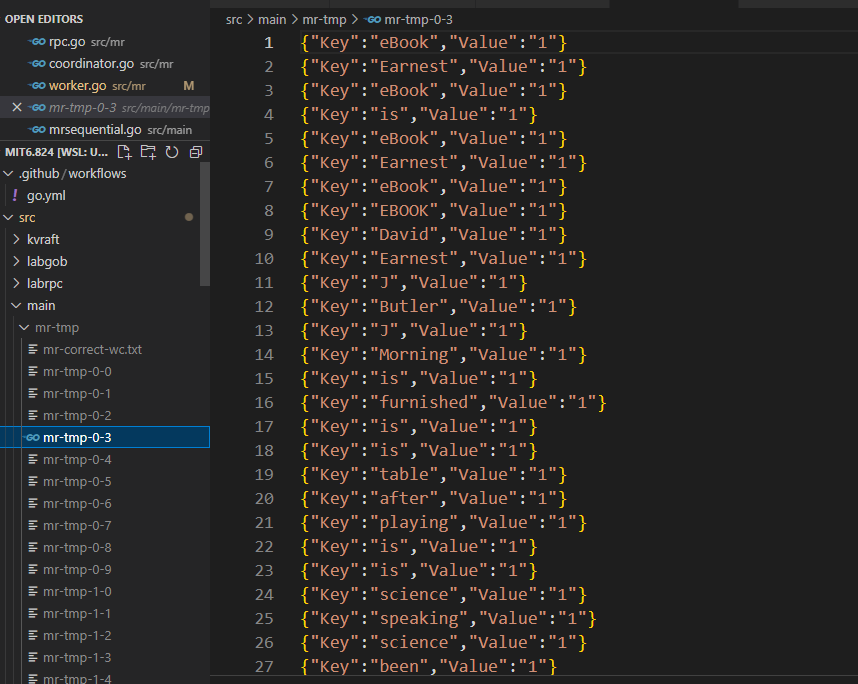 OPEN EDITORS
GO rpc.go src/mr
GO coordinator.go src/mr
GO worker.go src/mr M
GO mr-tmp-0-3 src/main/mr-tmp
GO mrsequential.go src/main
MIT6.824 [WSL: U...
.github/workflows
! go.yml
src
kvraft
labgob
labrpc
main
mr-tmp
mr-correct-wc.txt
mr-tmp-0-0
mr-tmp-0-1
mr-tmp-0-2
GO mr-tmp-0-3
mr-tmp-0-4
mr-tmp-0-5
mr-tmp-0-6
mr-tmp-0-7
mr-tmp-0-8
mr-tmp-0-9
mr-tmp-1-0
mr-tmp-1-1
mr-tmp-1-2
mr-tmp-1-3
mr-tmp-1-4
src > main > mr-tmp > GO mr-tmp-0-3
1 {"Key":"eBook","Value":"1"}
2 {"Key":"Earnest","Value":"1"}
3 {"Key":"eBook","Value":"1"}
4 {"Key":"is","Value":"1"}
5 {"Key":"eBook","Value":"1"}
6 {"Key":"Earnest","Value":"1"}
7 {"Key":"eBook","Value":"1"}
8 {"Key":"EBOOK","Value":"1"}
9 {"Key":"David","Value":"1"}
10 {"Key":"Earnest","Value":"1"}
11 {"Key":"J","Value":"1"}
12 {"Key":"Butler","Value":"1"}
13 {"Key":"J","Value":"1"}
14 {"Key":"Morning","Value":"1"}
15 {"Key":"is","Value":"1"}
16 {"Key":"furnished","Value":"1"}
17 {"Key":"is","Value":"1"}
18 {"Key":"is","Value":"1"}
19 {"Key":"table","Value":"1"}
20 {"Key":"after","Value":"1"}
21 {"Key":"playing","Value":"1"}
22 {"Key":"is","Value":"1"}
23 {"Key":"is","Value":"1"}
24 {"Key":"science","Value":"1"}
25 {"Key":"speaking","Value":"1"}
26 {"Key":"science","Value":"1"}
27 {"Key":"been","Value":"1"}